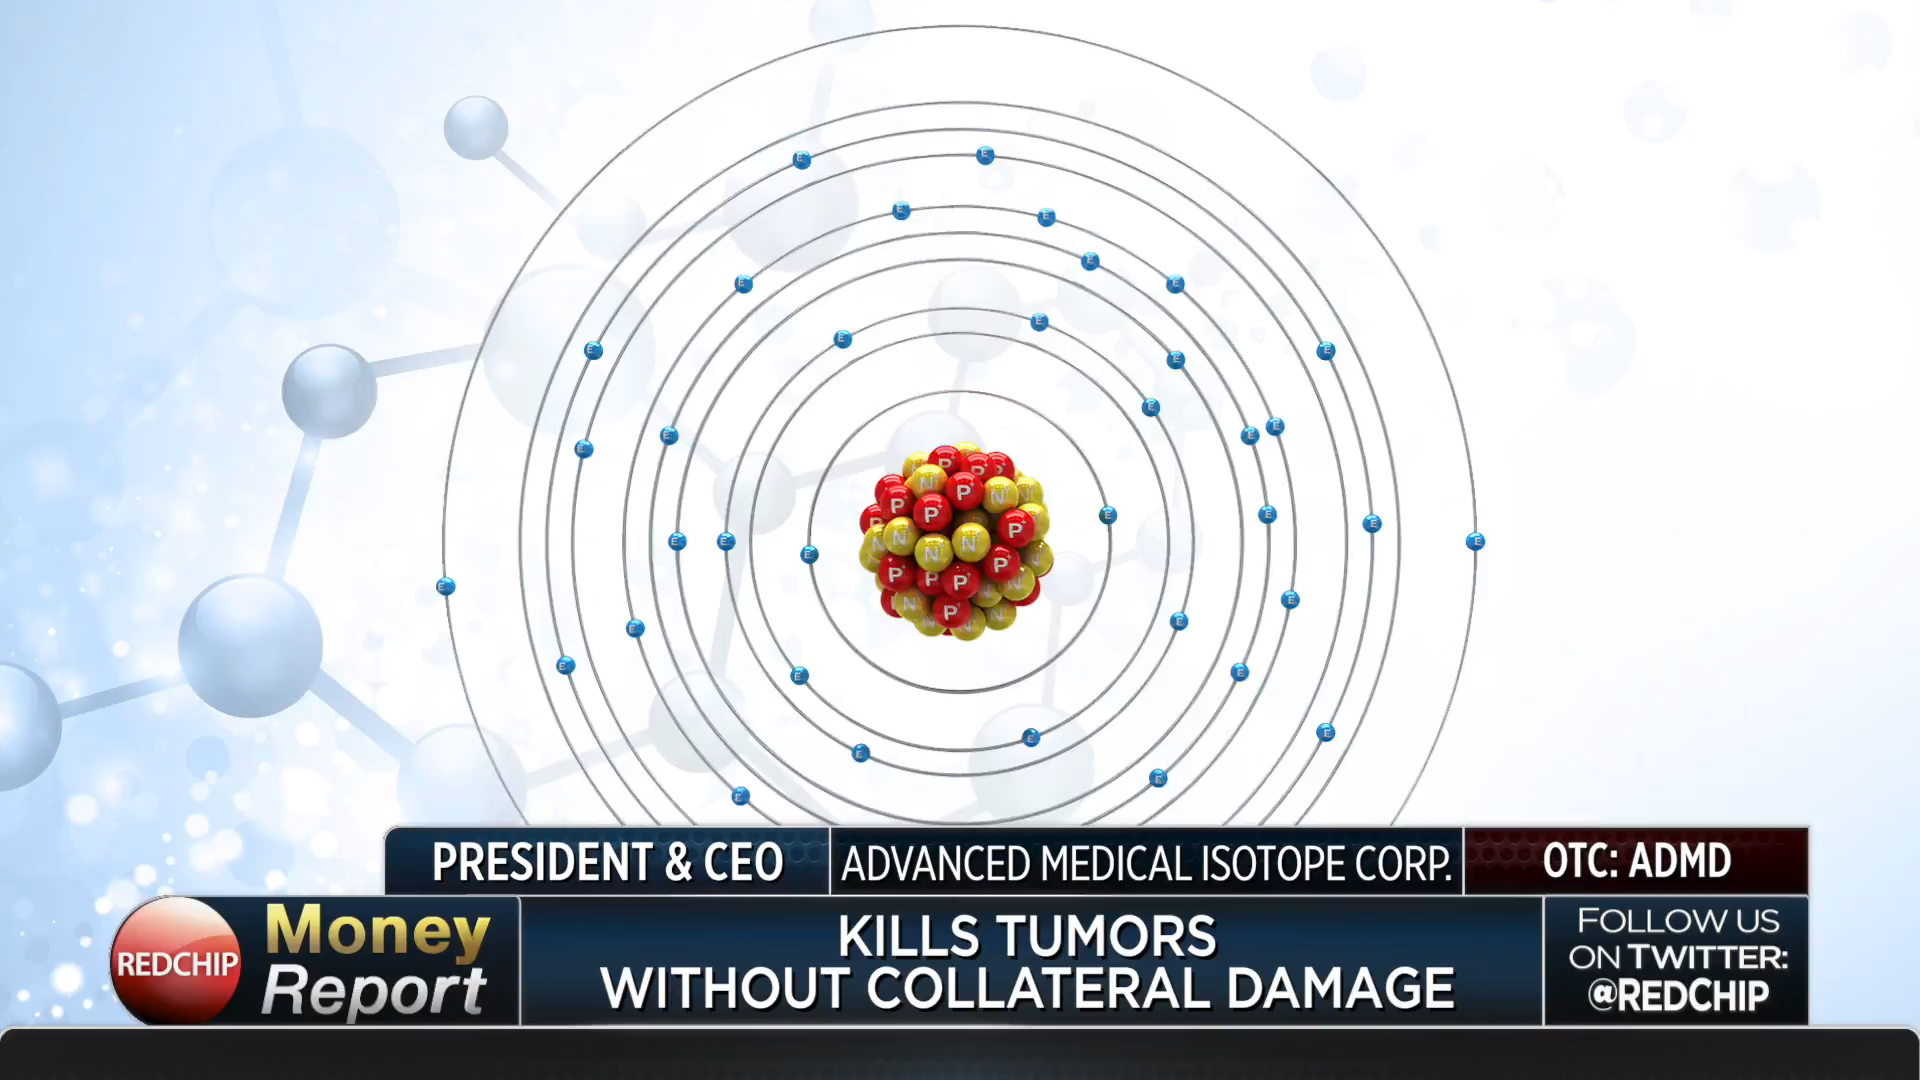 PRESIDENT & CEO
ADVANCED MEDICAL ISOTOPE CORP.
OTC: ADMD
REDCHIP
Money
Report
KILLS TUMORS
WITHOUT COLLATERAL DAMAGE
FOLLOW US
ON TWITTER:
@REDCHIP